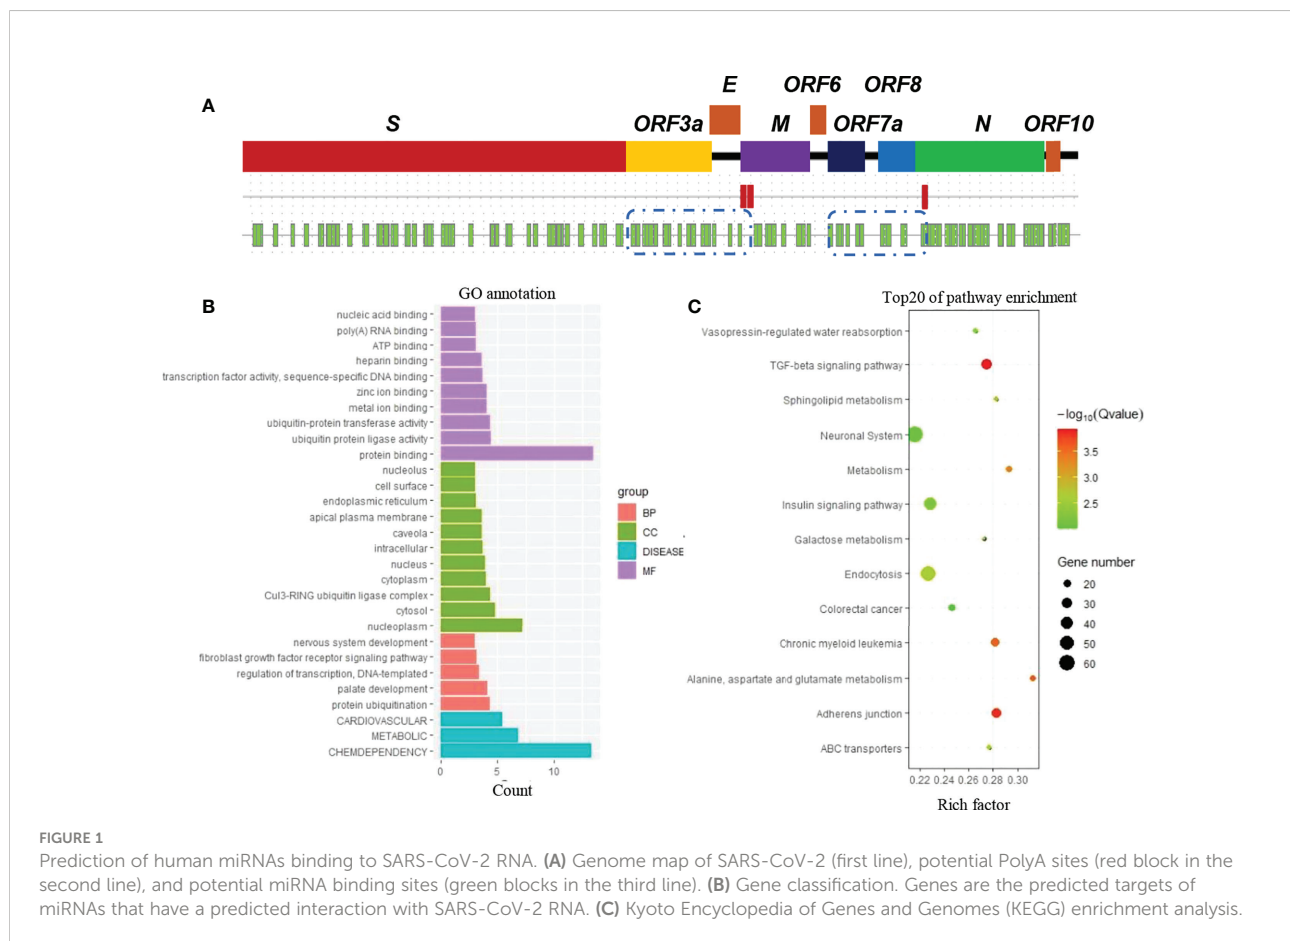 A
E ORF6 ORF8
S ORF3a M ORF7a N ORF10
B
GO annotation
nucleic acid binding
poly(A) RNA binding
ATP binding
heparin binding
transcription factor activity, sequence-specific DNA binding
zinc ion binding
metal ion binding
ubiquitin-protein transferase activity
ubiquitin protein ligase activity
protein binding
nucleolus
cell surface
endoplasmic reticulum
apical plasma membrane
caveola
intracellular
nucleus
cytoplasm
Cul3-RING ubiquitin ligase complex
cytosol
nucleoplasm
nervous system development
fibroblast growth factor receptor signaling pathway
regulation of transcription, DNA-templated
palate development
protein ubiquitination
CARDIOVASCULAR
METABOLIC
CHEMDEPENDENCY
0 5 10
Count
group
BP
CC
DISEASE
MF
C
Top20 of pathway enrichment
Vasopressin-regulated water reabsorption
TGF-beta signaling pathway
Sphingolipid metabolism
Neuronal System
Metabolism
Insulin signaling pathway
Galactose metabolism
Endocytosis
Colorectal cancer
Chronic myeloid leukemia
Alanine, aspartate and glutamate metabolism
Adherens junction
ABC transporters
0.22 0.24 0.26 0.28 0.30
Rich factor
−log10(Qvalue)
3.5
3.0
2.5
Gene number
20
30
40
50
60
FIGURE 1
Prediction of human miRNAs binding to SARS-CoV-2 RNA. (A) Genome map of SARS-CoV-2 (first line), potential PolyA sites (red block in the
second line), and potential miRNA binding sites (green blocks in the third line). (B) Gene classification. Genes are the predicted targets of
miRNAs that have a predicted interaction with SARS-CoV-2 RNA. (C) Kyoto Encyclopedia of Genes and Genomes (KEGG) enrichment analysis.